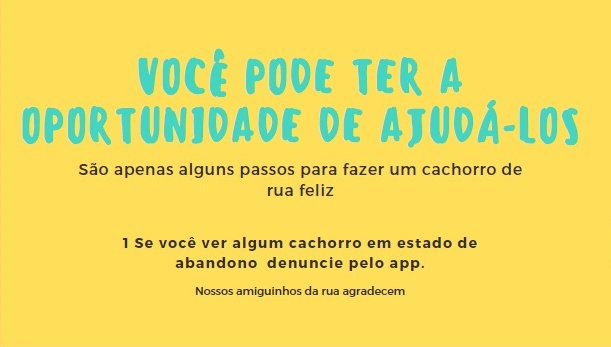 VOCÊ PODE TER A
OPORTUNIDADE DE AJUDÁ-LOS
São apenas alguns passos para fazer um cachorro de
rua feliz
1 Se você ver algum cachorro em estado de
abandono  denuncie pelo app.
Nossos amiguinhos da rua agradecem